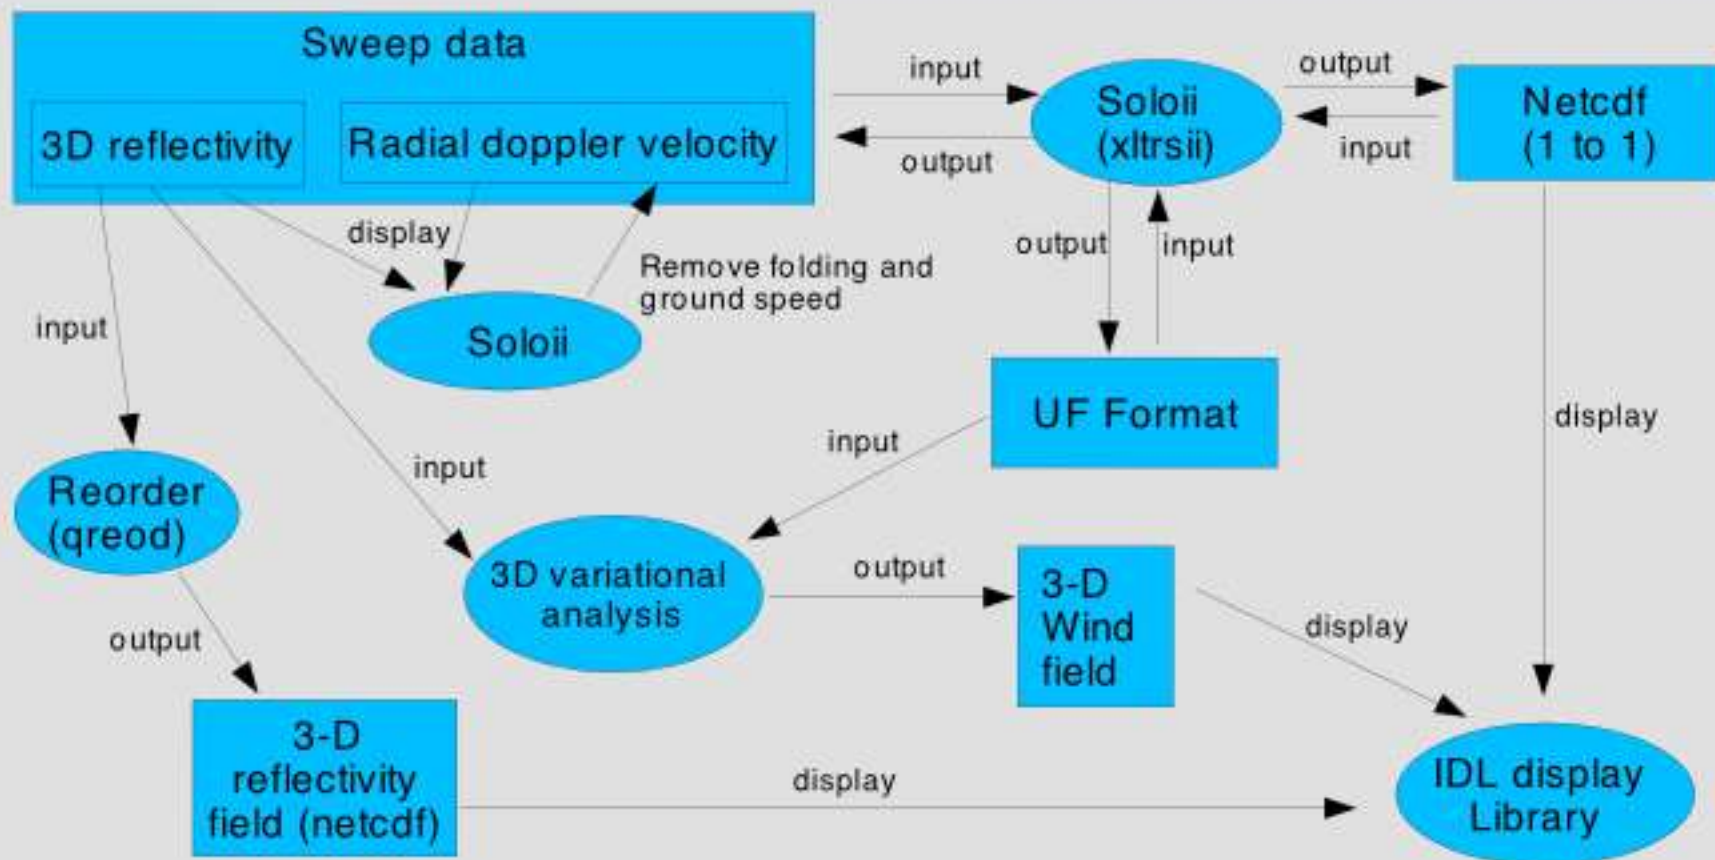 Sweep data
3D reflectivity
Radial doppler velocity
input
output
Soloii
(xltrsii)
output
input
Netcdf
(1 to 1)
display
Remove folding and
ground speed
output
input
input
Soloii
UF Format
display
input
input
Reorder
(qreod)
3D variational
analysis
output
3-D
Wind
field
display
output
3-D
reflectivity
field (netcdf)
display
IDL display
Library